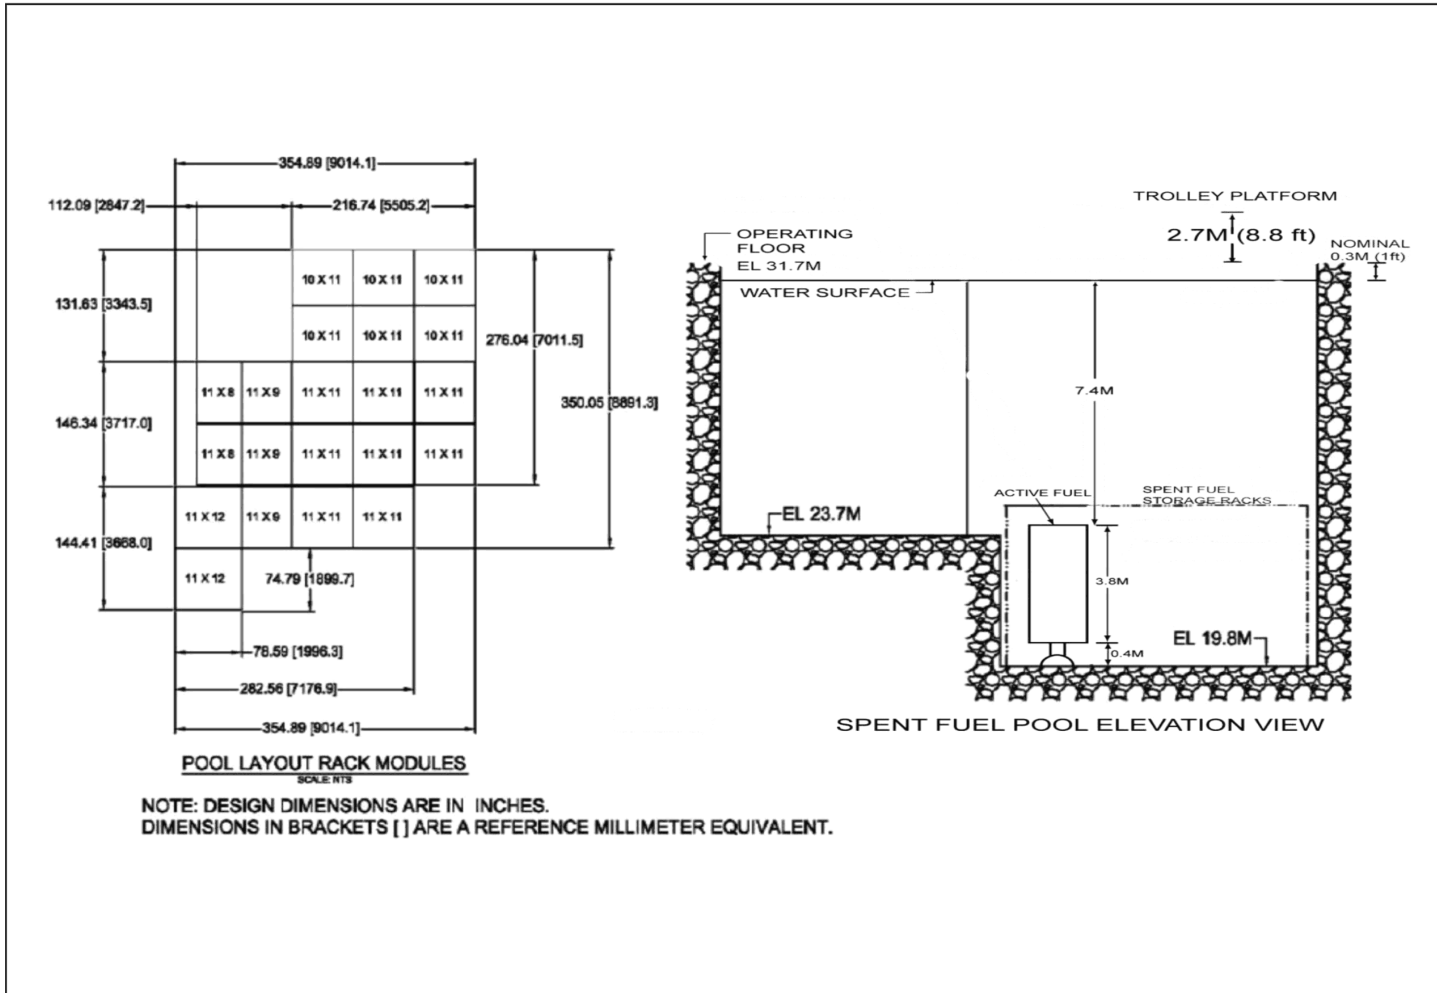 354.89 [9014.1]
112.09 [2847.2]
216.74 [5505.2]
10 X 11 10 X 11 10 X 11
131.63 [3343.5]
10 X 11 10 X 11 10 X 11
276.04 [7011.5]
11 X 8 11 X 9 11 X 11 11 X 11 11 X 11
350.05 [8891.3]
146.34 [3717.0]
11 X 8 11 X 9 11 X 11 11 X 11 11 X 11
11 X 12 11 X 9 11 X 11 11 X 11
144.41 [3668.0]
11 X 12
74.79 [1899.7]
78.59 [1996.3]
282.56 [7176.9]
354.89 [9014.1]
POOL LAYOUT RACK MODULES
SCALE: NTS
NOTE: DESIGN DIMENSIONS ARE IN INCHES.
DIMENSIONS IN BRACKETS [ ] ARE A REFERENCE MILLIMETER EQUIVALENT.
TROLLEY PLATFORM
2.7M (8.8 ft)
OPERATING
FLOOR
EL 31.7M
NOMINAL
0.3M (1ft)
WATER SURFACE
7.4M
ACTIVE FUEL
SPENT FUEL
STORAGE RACKS
EL 23.7M
3.8M
EL 19.8M
0.4M
SPENT FUEL POOL ELEVATION VIEW